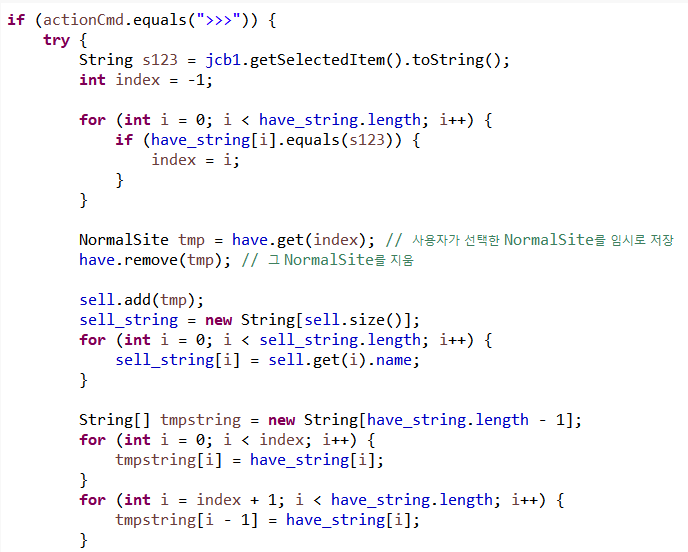 if (actionCmd.equals(">>>")) {
    try {
        String s123 = jcb1.getSelectedItem().toString();
        int index = -1;

        for (int i = 0; i < have_string.length; i++) {
            if (have_string[i].equals(s123)) {
                index = i;
            }
        }

        NormalSite tmp = have.get(index); // 사용자가 선택한 NormalSite를 임시로 저장
        have.remove(tmp); // 그 NormalSite를 지움

        sell.add(tmp);
        sell_string = new String[sell.size()];
        for (int i = 0; i < sell_string.length; i++) {
            sell_string[i] = sell.get(i).name;
        }

        String[] tmpstring = new String[have_string.length - 1];
        for (int i = 0; i < index; i++) {
            tmpstring[i] = have_string[i];
        }
        for (int i = index + 1; i < have_string.length; i++) {
            tmpstring[i - 1] = have_string[i];
        }